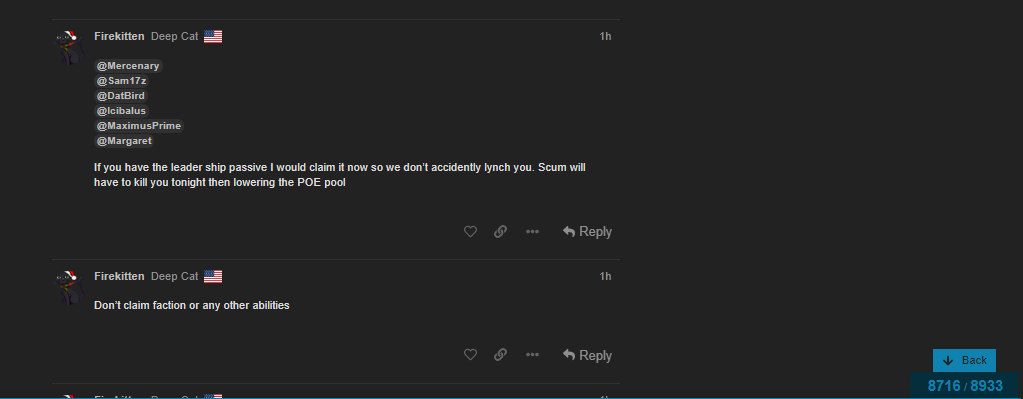 Firekitten Deep Cat 1h
@Mercenary
@Sam17z
@DatBird
@Icibalus
@MaximusPrime
@Margaret
If you have the leader ship passive I would claim it now so we don't accidently lynch you. Scum will
have to kill you tonight then lowering the POE pool
Reply
Firekitten Deep Cat 1h
Don't claim faction or any other abilities
Reply
Back
8716 / 8933